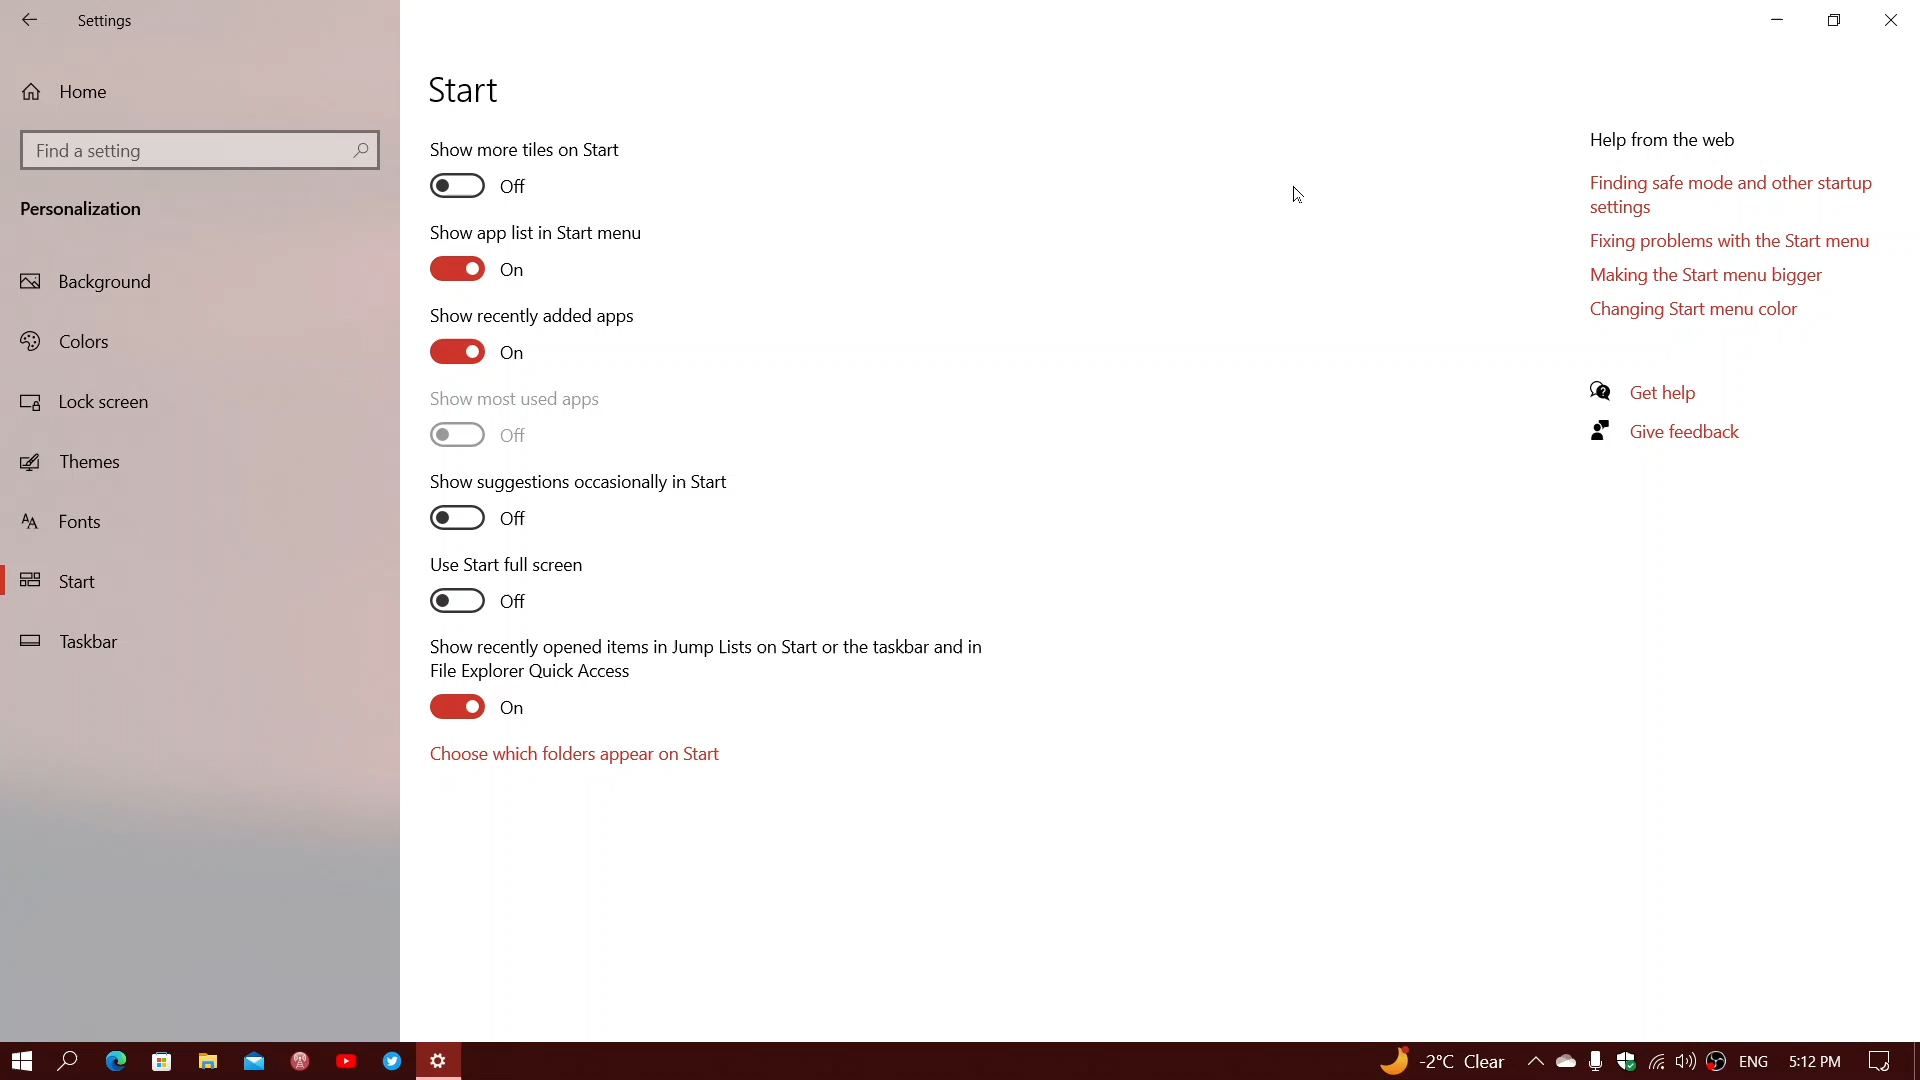 Settings
Home
Find a setting
Personalization
Background
Colors
Lock screen
Themes
Fonts
Start
Taskbar
Start
Show more tiles on Start
Off
Show app list in Start menu
On
Show recently added apps
On
Show most used apps
Off
Show suggestions occasionally in Start
Off
Use Start full screen
Off
Show recently opened items in Jump Lists on Start or the taskbar and in
File Explorer Quick Access
On
Choose which folders appear on Start
Help from the web
Finding safe mode and other startup
settings
Fixing problems with the Start menu
Making the Start menu bigger
Changing Start menu color
Get help
Give feedback
-2°C Clear
ENG
5:12 PM